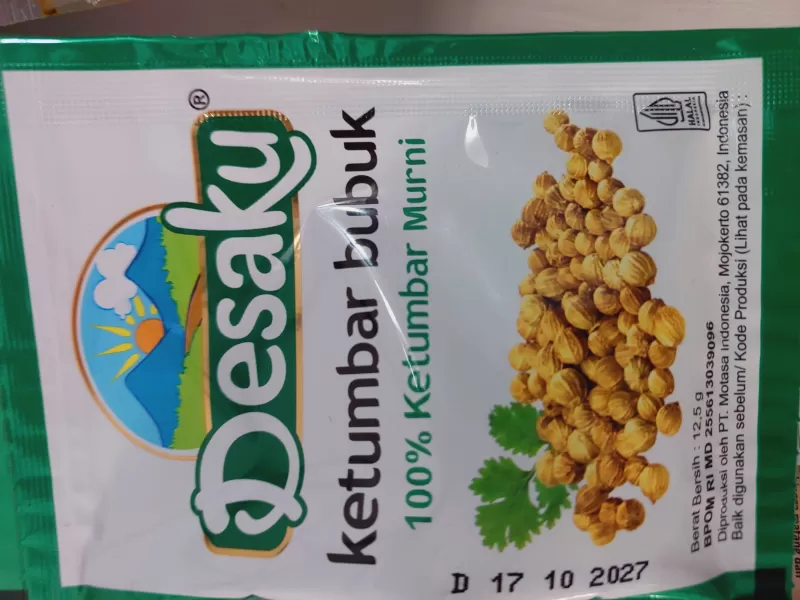 Desaku®
ketumbar bubuk
100% Ketumbar Murni
HALAL
Berat Bersih : 12,5 g
BPOM RI MD 255613039096
Diproduksi oleh PT. Motasa Indonesia, Mojokerto 61382, Indonesia
Baik digunakan sebelum/ Kode Produksi (Lihat pada kemasan) :
D 17 10 2027